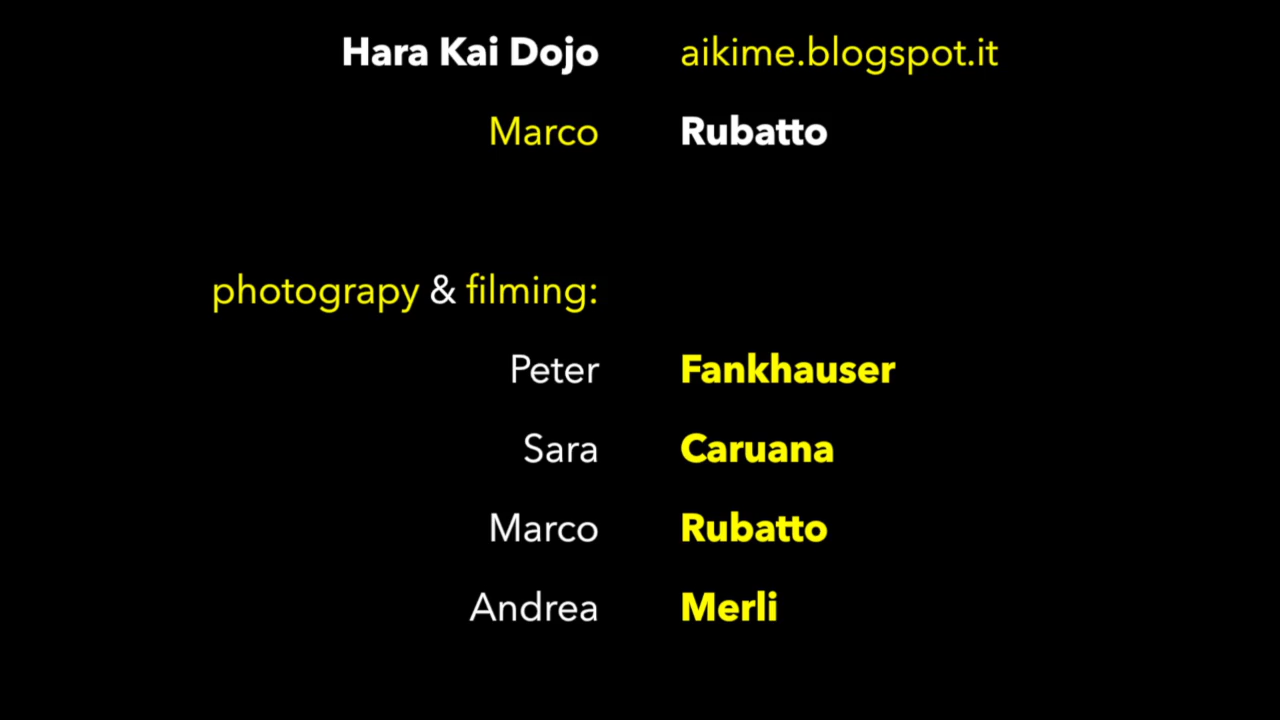 Hara Kai Dojo aikime.blogspot.it
Marco Rubatto
photograpy & filming:
Peter Fankhauser
Sara Caruana
Marco Rubatto
Andrea Merli